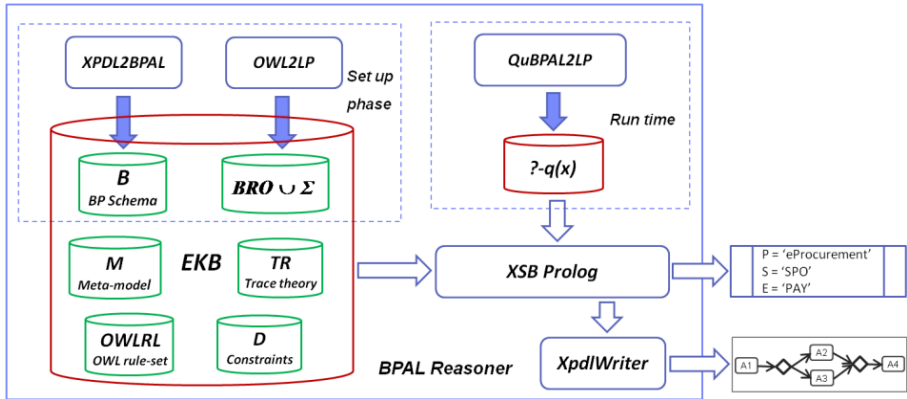 XPDL2BPAL
OWL2LP
Set up
phase
QuBPAL2LP
Run time
?-q(x)
B
BP Schema
BRO ∪ Σ
M
Meta-model
EKB
TR
Trace theory
OWLRL
OWL rule-set
D
Constraints
XSB Prolog
P = ‘eProcurement’
S = ‘SPO’
E = ‘PAY’
BPAL Reasoner
XpdlWriter
A1
A2
A3
A4